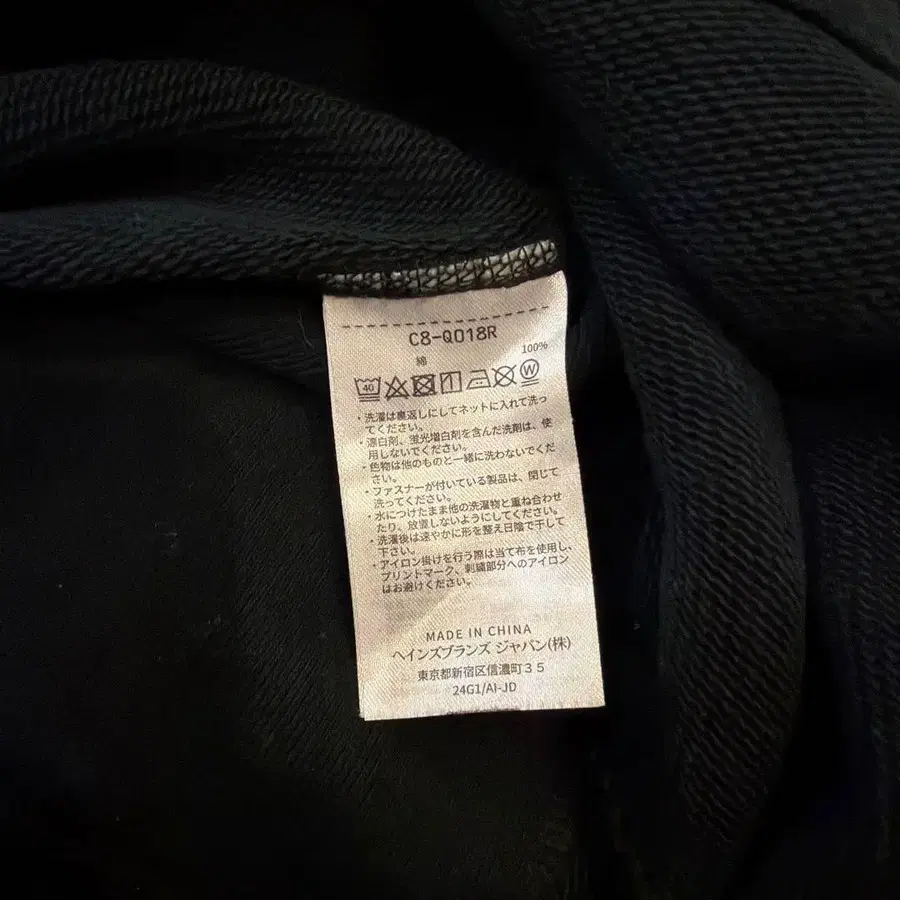 C8-Q018R
綿 100%
40 W
・洗濯は裏返しにしてネットに入れて洗っ
てください。
・漂白剤、蛍光増白剤を含んだ洗剤は、使
用しないでください。
・色物は他のものと一緒に洗わないでくだ
さい。
・ファスナーが付いている製品は、閉じて
洗ってください。
・水につけたまま他の洗濯物と重ね合わせ
たり、放置しないようにしてください。
・洗濯後は速やかに形を整え日陰で干して
下さい。
・アイロン掛けを行う際は当て布を使用し、
プリントマーク、刺繍部分へのアイロン
はお避けください。
MADE IN CHINA
ヘインズブランズ ジャパン(株)
東京都新宿区信濃町35
24G1/AI-JD